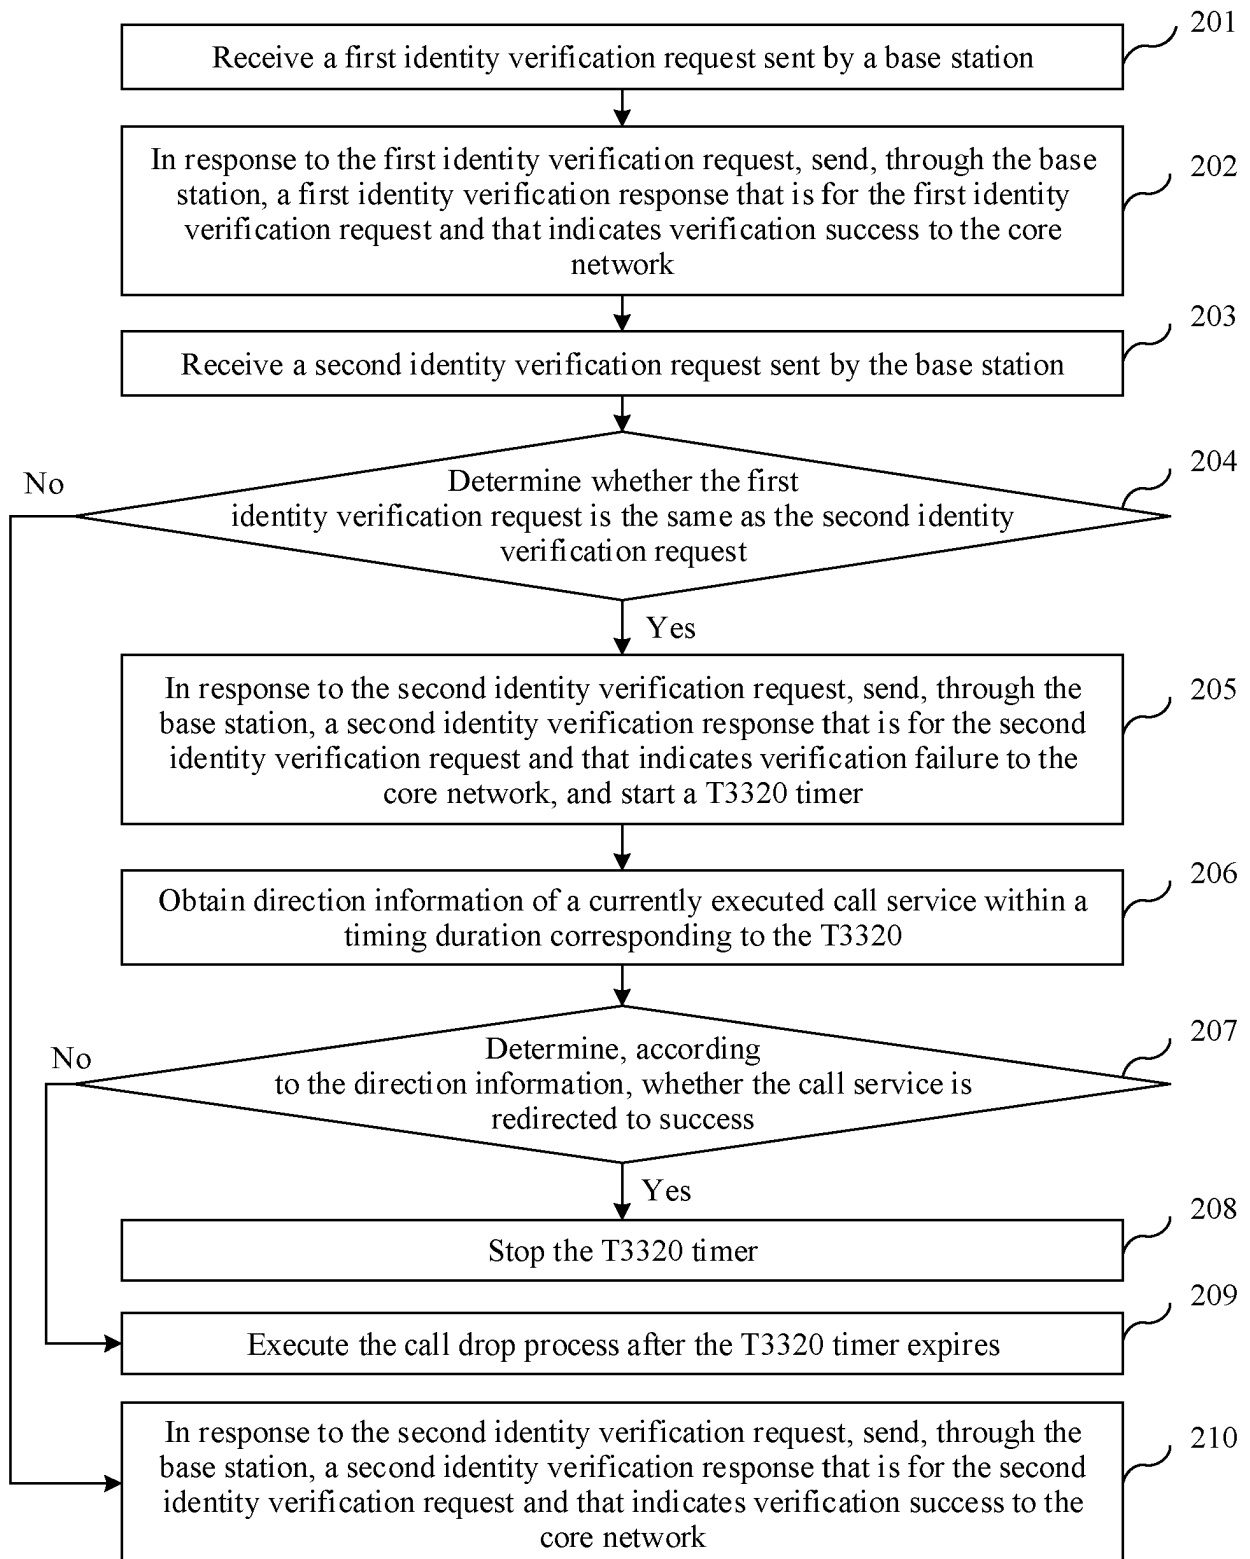 201
Receive a first identity verification request sent by a base station
202
In response to the first identity verification request, send, through the base
station, a first identity verification response that is for the first identity
verification request and that indicates verification success to the core
network
203
Receive a second identity verification request sent by the base station
204
No
Determine whether the first
identity verification request is the same as the second identity
verification request
Yes
205
In response to the second identity verification request, send, through the
base station, a second identity verification response that is for the second
identity verification request and that indicates verification failure to the
core network, and start a T3320 timer
206
Obtain direction information of a currently executed call service within a
timing duration corresponding to the T3320
207
No
Determine, according
to the direction information, whether the call service is
redirected to success
Yes
208
Stop the T3320 timer
209
Execute the call drop process after the T3320 timer expires
210
In response to the second identity verification request, send, through the
base station, a second identity verification response that is for the second
identity verification request and that indicates verification success to the
core network